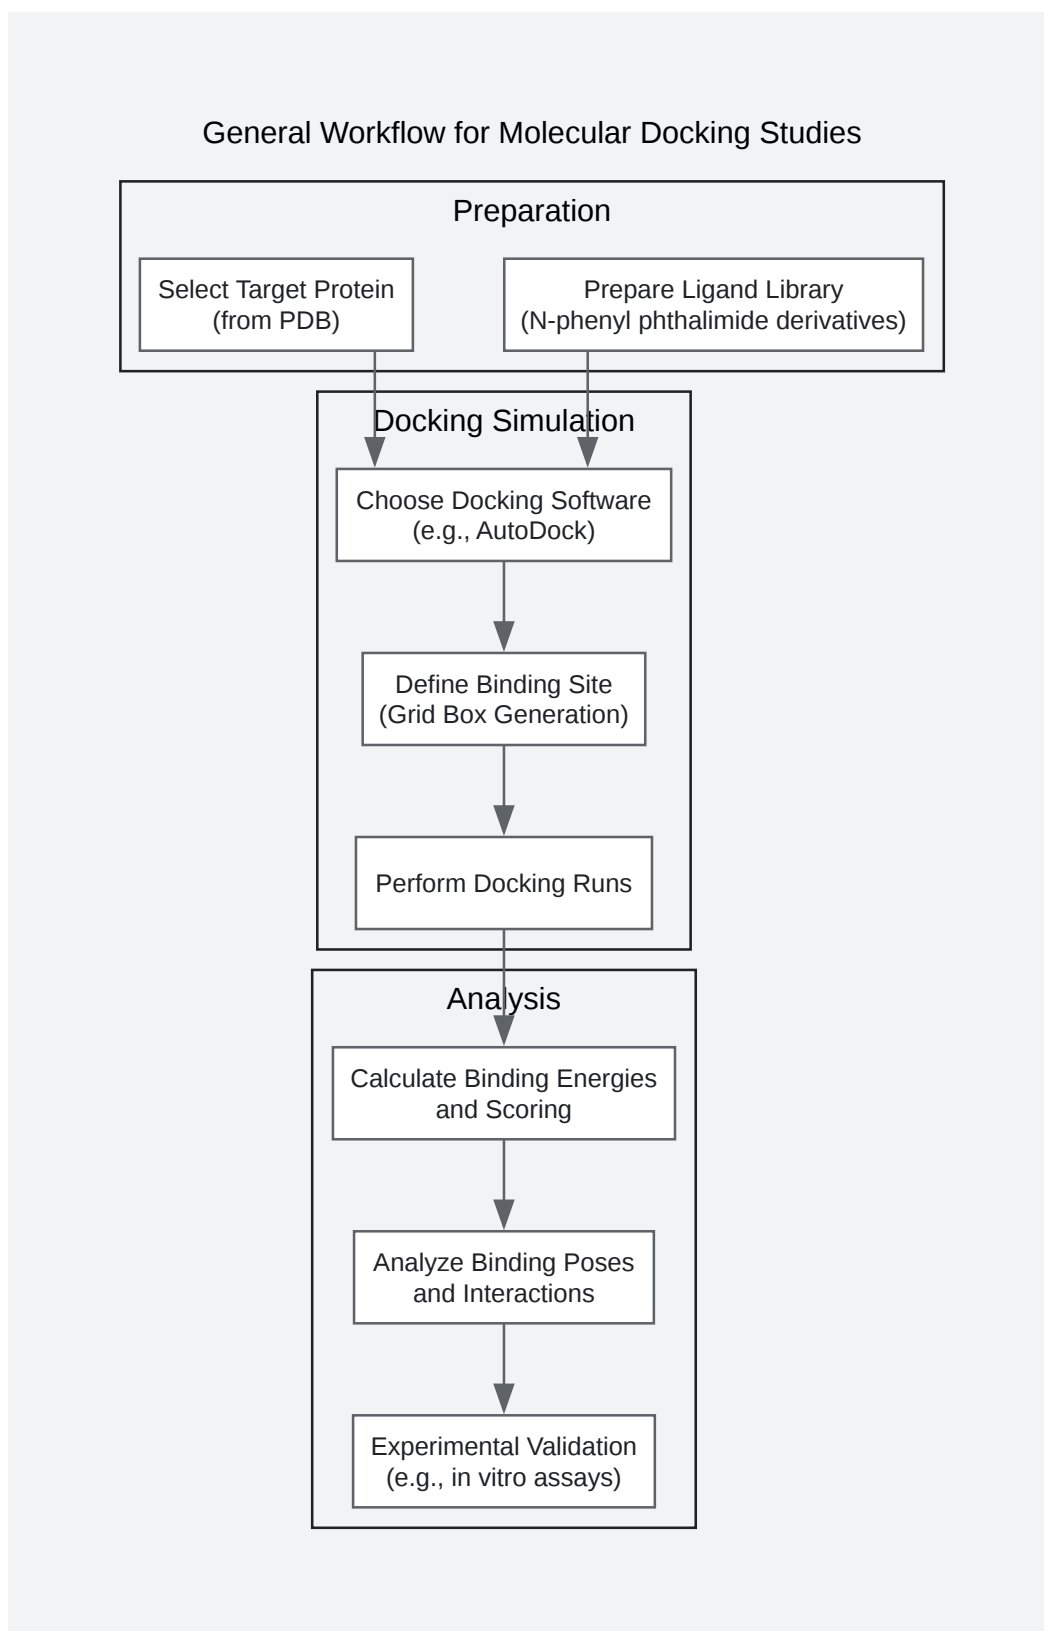 General Workflow for Molecular Docking Studies
Preparation
Select Target Protein
(from PDB)
Prepare Ligand Library
(N-phenyl phthalimide derivatives)
Docking Simulation
Choose Docking Software
(e.g., AutoDock)
Define Binding Site
(Grid Box Generation)
Perform Docking Runs
Analysis
Calculate Binding Energies
and Scoring
Analyze Binding Poses
and Interactions
Experimental Validation
(e.g., in vitro assays)